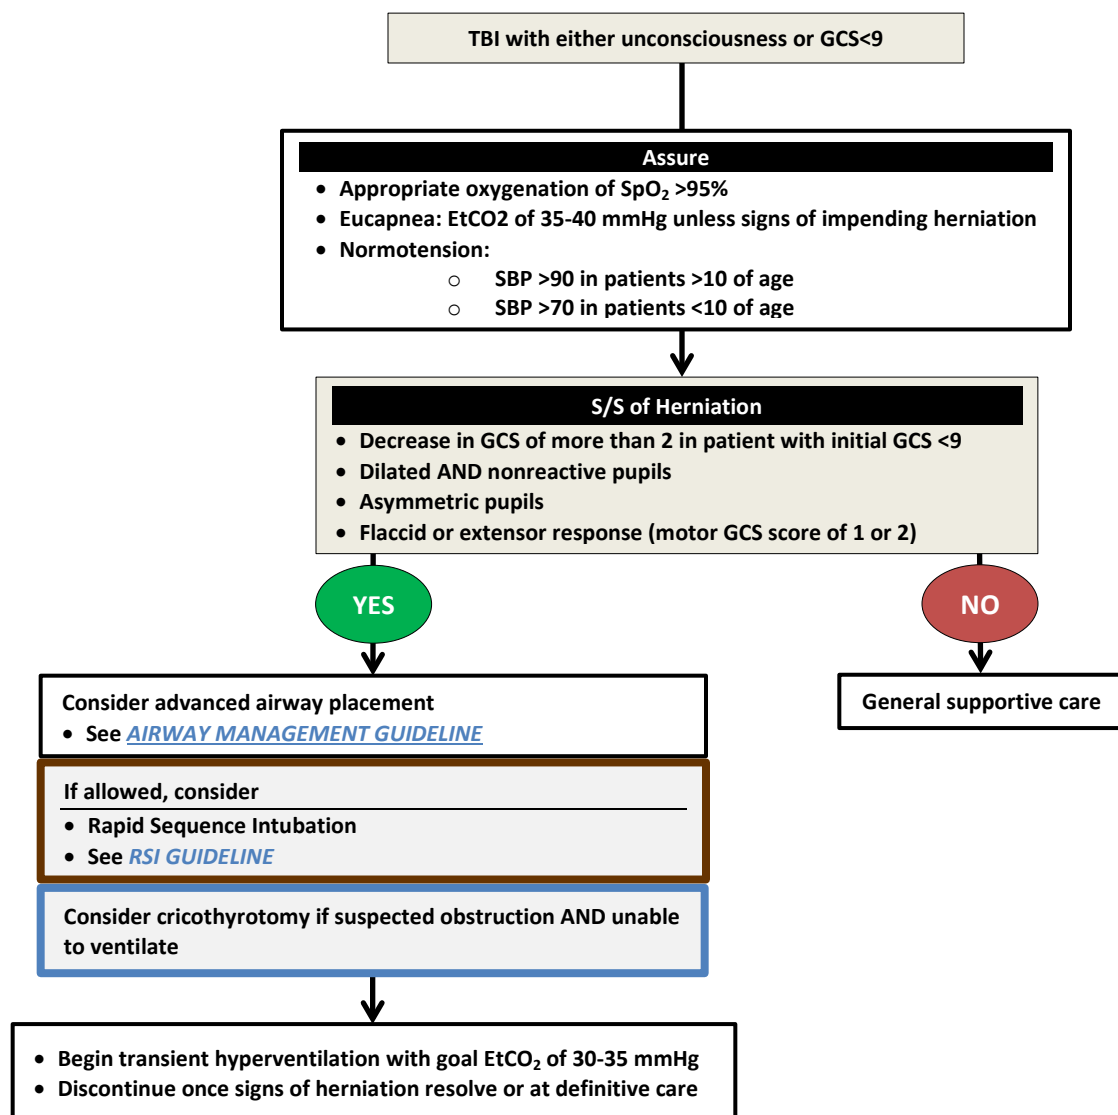 TBI with either unconsciousness or GCS<9
Assure
• Appropriate oxygenation of SpO₂ >95%
• Eucapnea: EtCO2 of 35-40 mmHg unless signs of impending herniation
• Normotension:
o SBP >90 in patients >10 of age
o SBP >70 in patients <10 of age
S/S of Herniation
• Decrease in GCS of more than 2 in patient with initial GCS <9
• Dilated AND nonreactive pupils
• Asymmetric pupils
• Flaccid or extensor response (motor GCS score of 1 or 2)
YES
NO
Consider advanced airway placement
• See AIRWAY MANAGEMENT GUIDELINE
General supportive care
If allowed, consider
• Rapid Sequence Intubation
• See RSI GUIDELINE
Consider cricothyrotomy if suspected obstruction AND unable
to ventilate
• Begin transient hyperventilation with goal EtCO₂ of 30-35 mmHg
• Discontinue once signs of herniation resolve or at definitive care